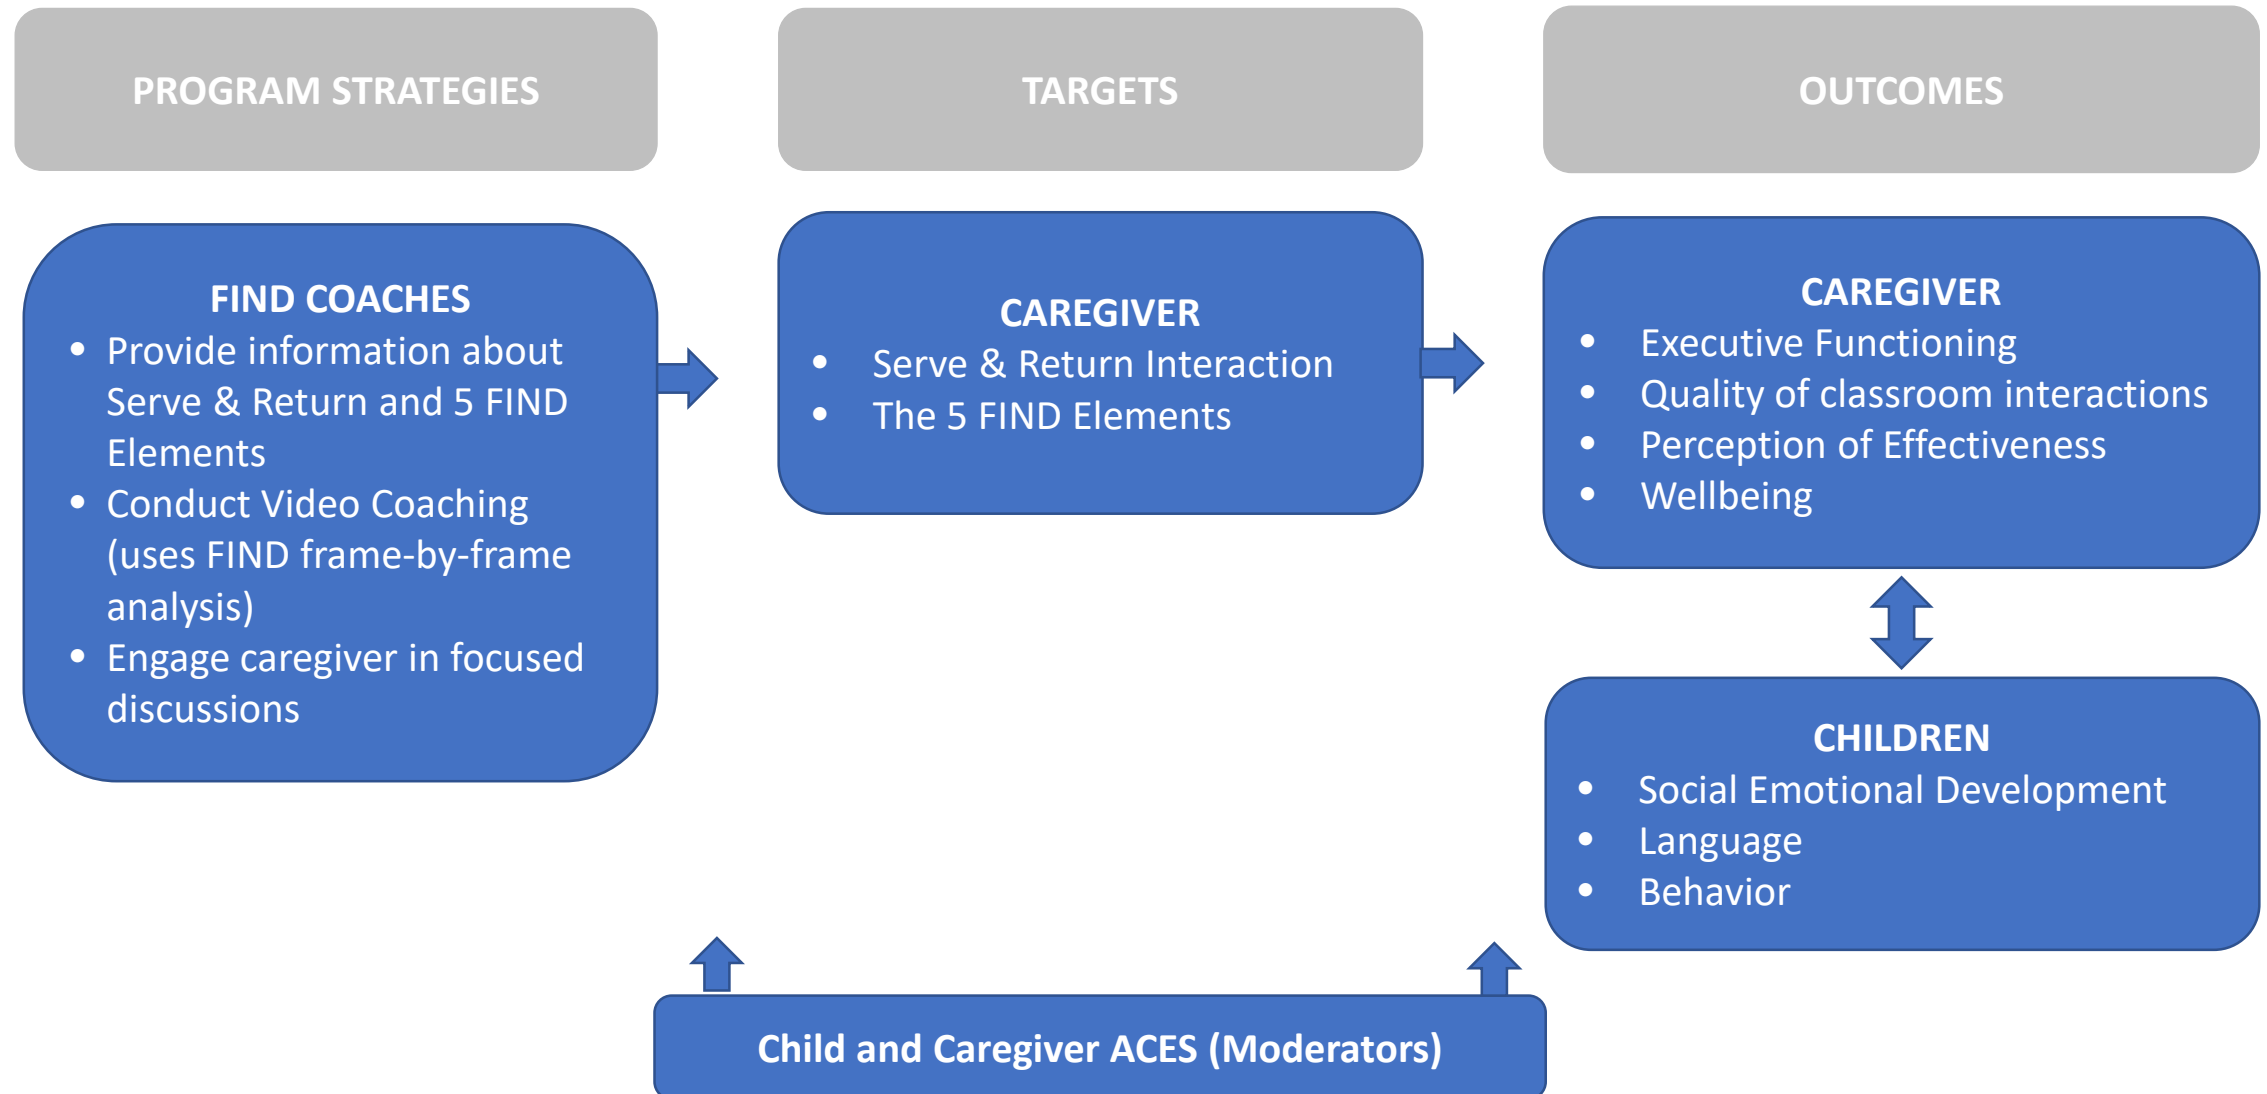 PROGRAM STRATEGIES
TARGETS
OUTCOMES
FIND COACHES
• Provide information about
Serve & Return and 5 FIND
Elements
• Conduct Video Coaching
(uses FIND frame-by-frame
analysis)
• Engage caregiver in focused
discussions
CAREGIVER
• Serve & Return Interaction
• The 5 FIND Elements
CAREGIVER
• Executive Functioning
• Quality of classroom interactions
• Perception of Effectiveness
• Wellbeing
CHILDREN
• Social Emotional Development
• Language
• Behavior
Child and Caregiver ACES (Moderators)